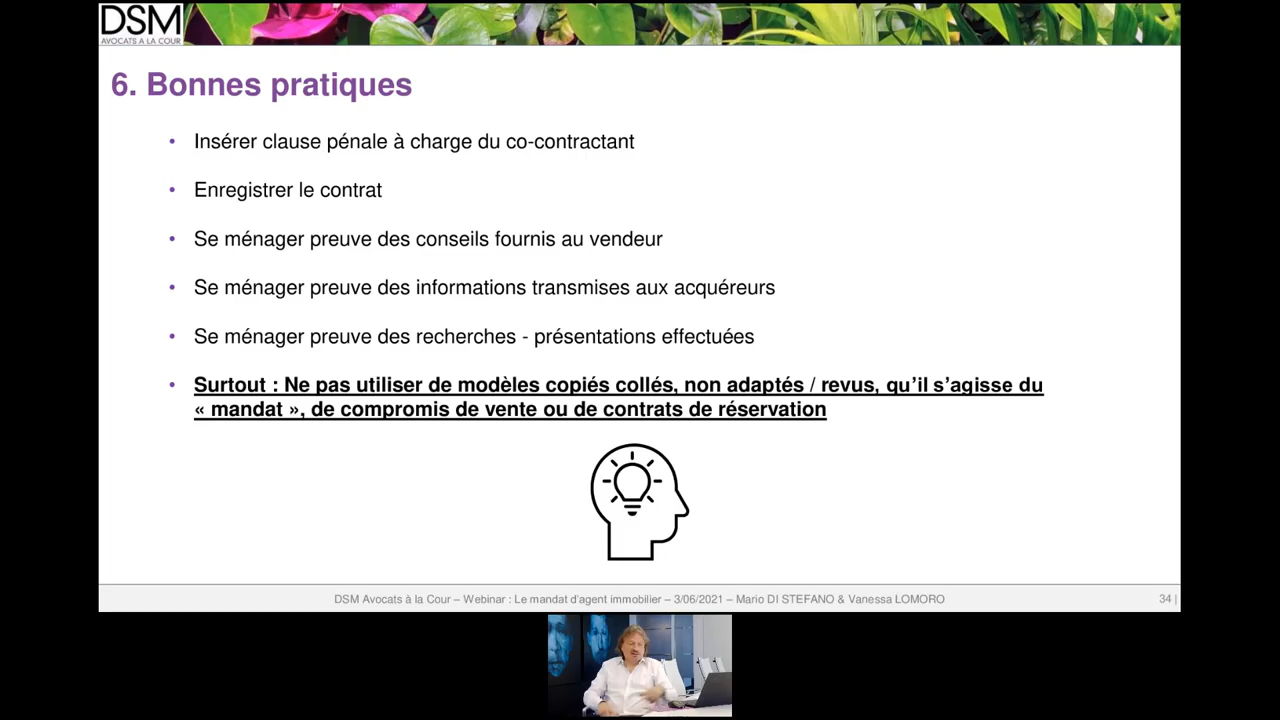 DSM
AVOCATS A LA COUR
6. Bonnes pratiques
• Insérer clause pénale à charge du co-contractant
• Enregistrer le contrat
• Se ménager preuve des conseils fournis au vendeur
• Se ménager preuve des informations transmises aux acquéreurs
• Se ménager preuve des recherches - présentations effectuées
• Surtout : Ne pas utiliser de modèles copiés collés, non adaptés / revus, qu’il s’agisse du
« mandat », de compromis de vente ou de contrats de réservation
DSM Avocats à la Cour – Webinar : Le mandat d’agent immobilier – 3/06/2021 – Mario DI STEFANO & Vanessa LOMORO
34 |